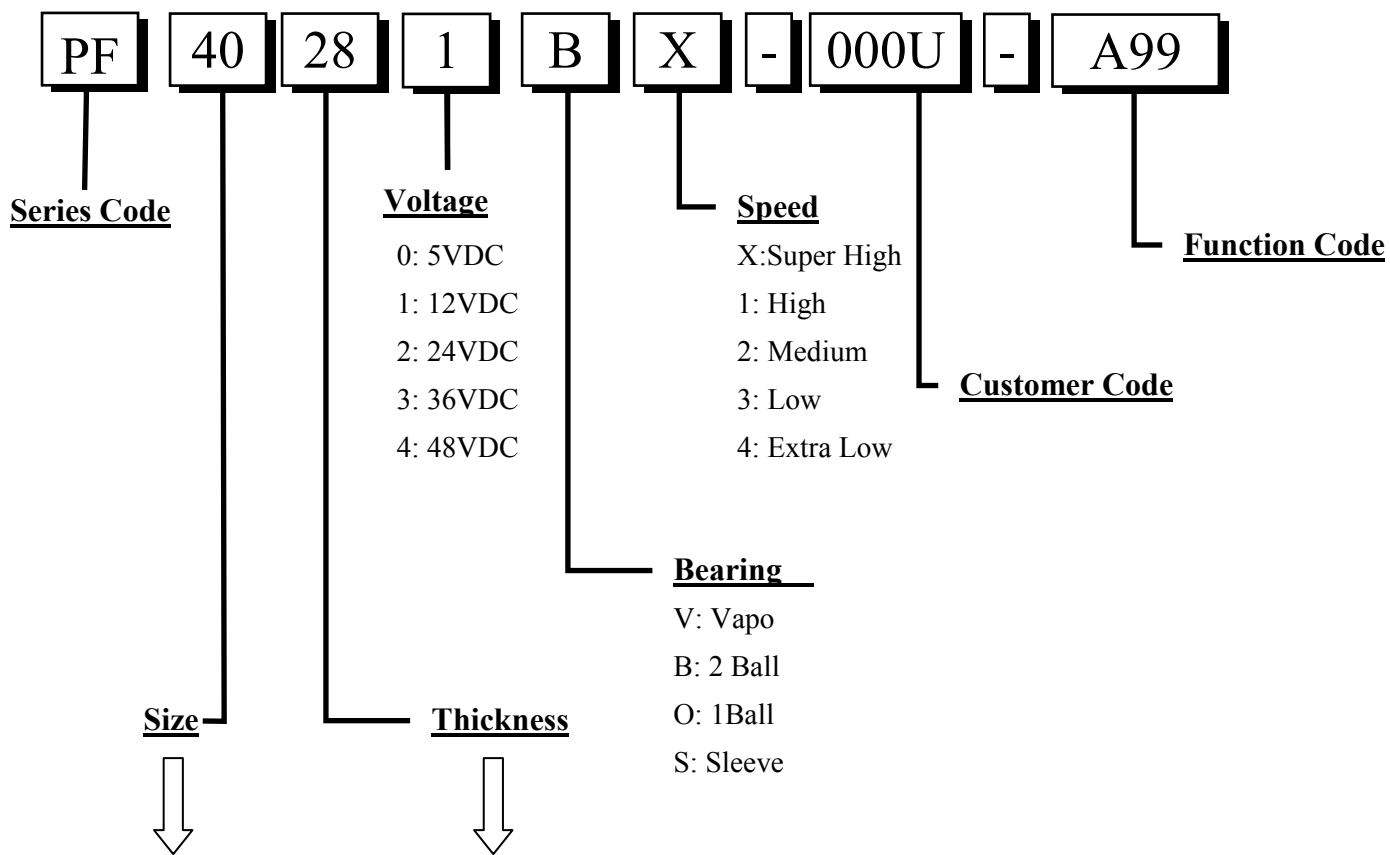 PF 40 28 1 B X - 000U - A99
Series Code
Voltage
0: 5VDC
1: 12VDC
2: 24VDC
3: 36VDC
4: 48VDC
Speed
X:Super High
1: High
2: Medium
3: Low
4: Extra Low
Function Code
Customer Code
Bearing
V: Vapo
B: 2 Ball
O: 1Ball
S: Sleeve
Size
Thickness